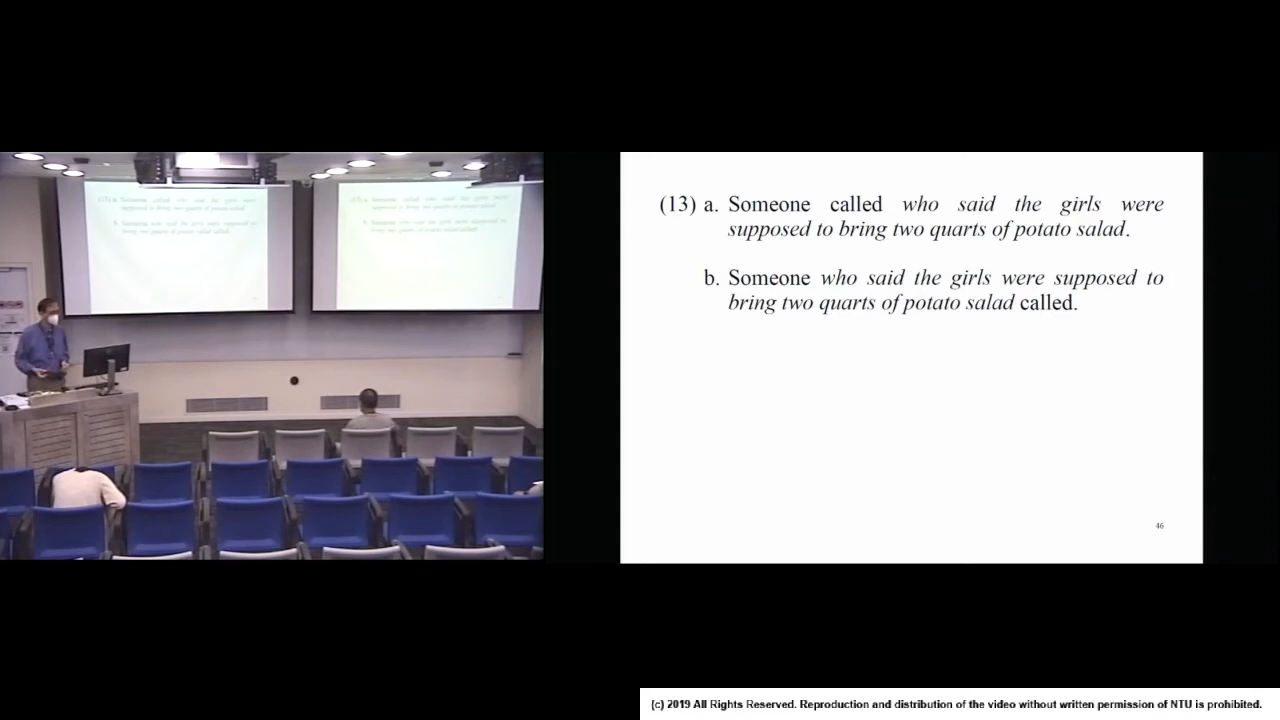 (13) a. Someone called who said the girls were
supposed to bring two quarts of potato salad.
b. Someone who said the girls were supposed to
bring two quarts of potato salad called.
46
(c) 2019 All Rights Reserved. Reproduction and distribution of the video without written permission of NTU is prohibited.